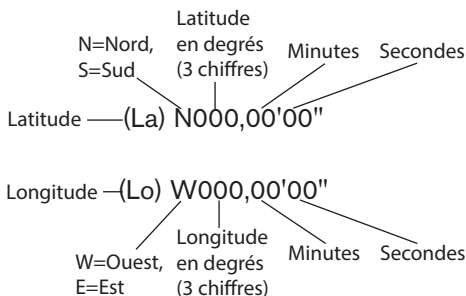 Latitude
en degrés
(3 chiffres)
N=Nord,
S=Sud
Minutes
Secondes
Latitude
(La) N000,00'00"
Longitude
(Lo) W000,00'00"
W=Ouest,
E=Est
Longitude
en degrés
(3 chiffres)
Minutes
Secondes